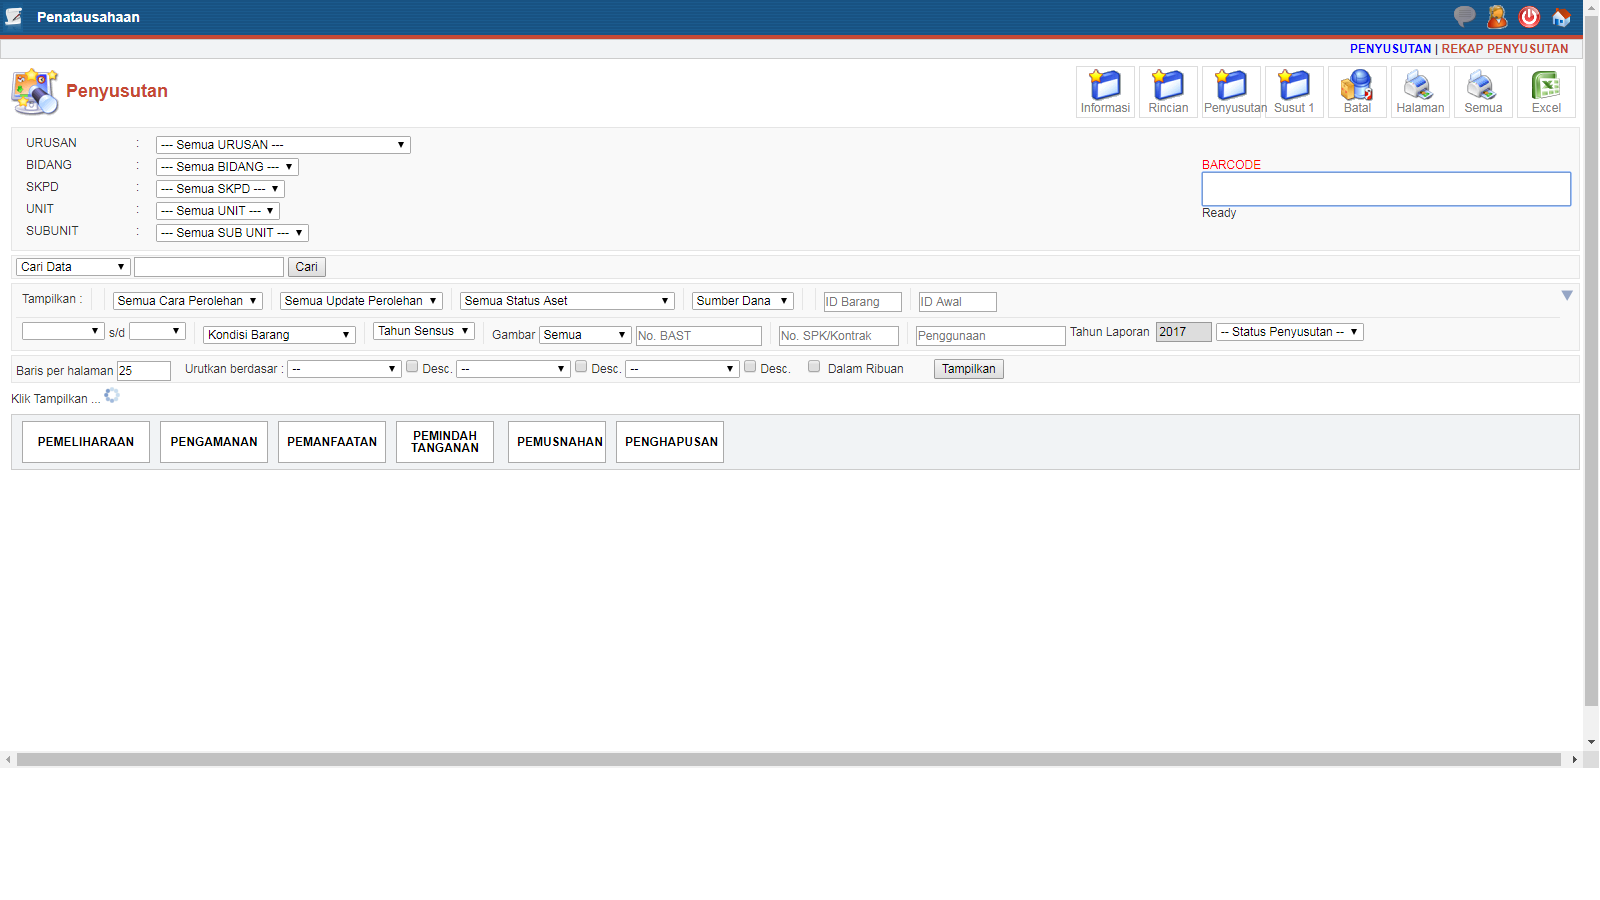 Penatausahaan
PENYUSUTAN | REKAP PENYUSUTAN
Penyusutan
Informasi Rincian Penyusutan Susut 1 Batal Halaman Semua Excel
URUSAN : --- Semua URUSAN ---
BIDANG : --- Semua BIDANG ---
SKPD : --- Semua SKPD ---
UNIT : --- Semua UNIT ---
SUBUNIT : --- Semua SUB UNIT ---
BARCODE
Ready
Cari Data Cari
Tampilkan : Semua Cara Perolehan Semua Update Perolehan Semua Status Aset Sumber Dana ID Barang ID Awal
s/d Kondisi Barang Tahun Sensus Gambar Semua No. BAST No. SPK/Kontrak Penggunaan Tahun Laporan 2017 -- Status Penyusutan --
Baris per halaman 25 Urutkan berdasar : -- Desc. -- Desc. -- Desc. Dalam Ribuan Tampilkan
Klik Tampilkan ...
PEMELIHARAAN PENGAMANAN PEMANFAATAN PEMINDAH TANGANAN PEMUSNAHAN PENGHAPUSAN